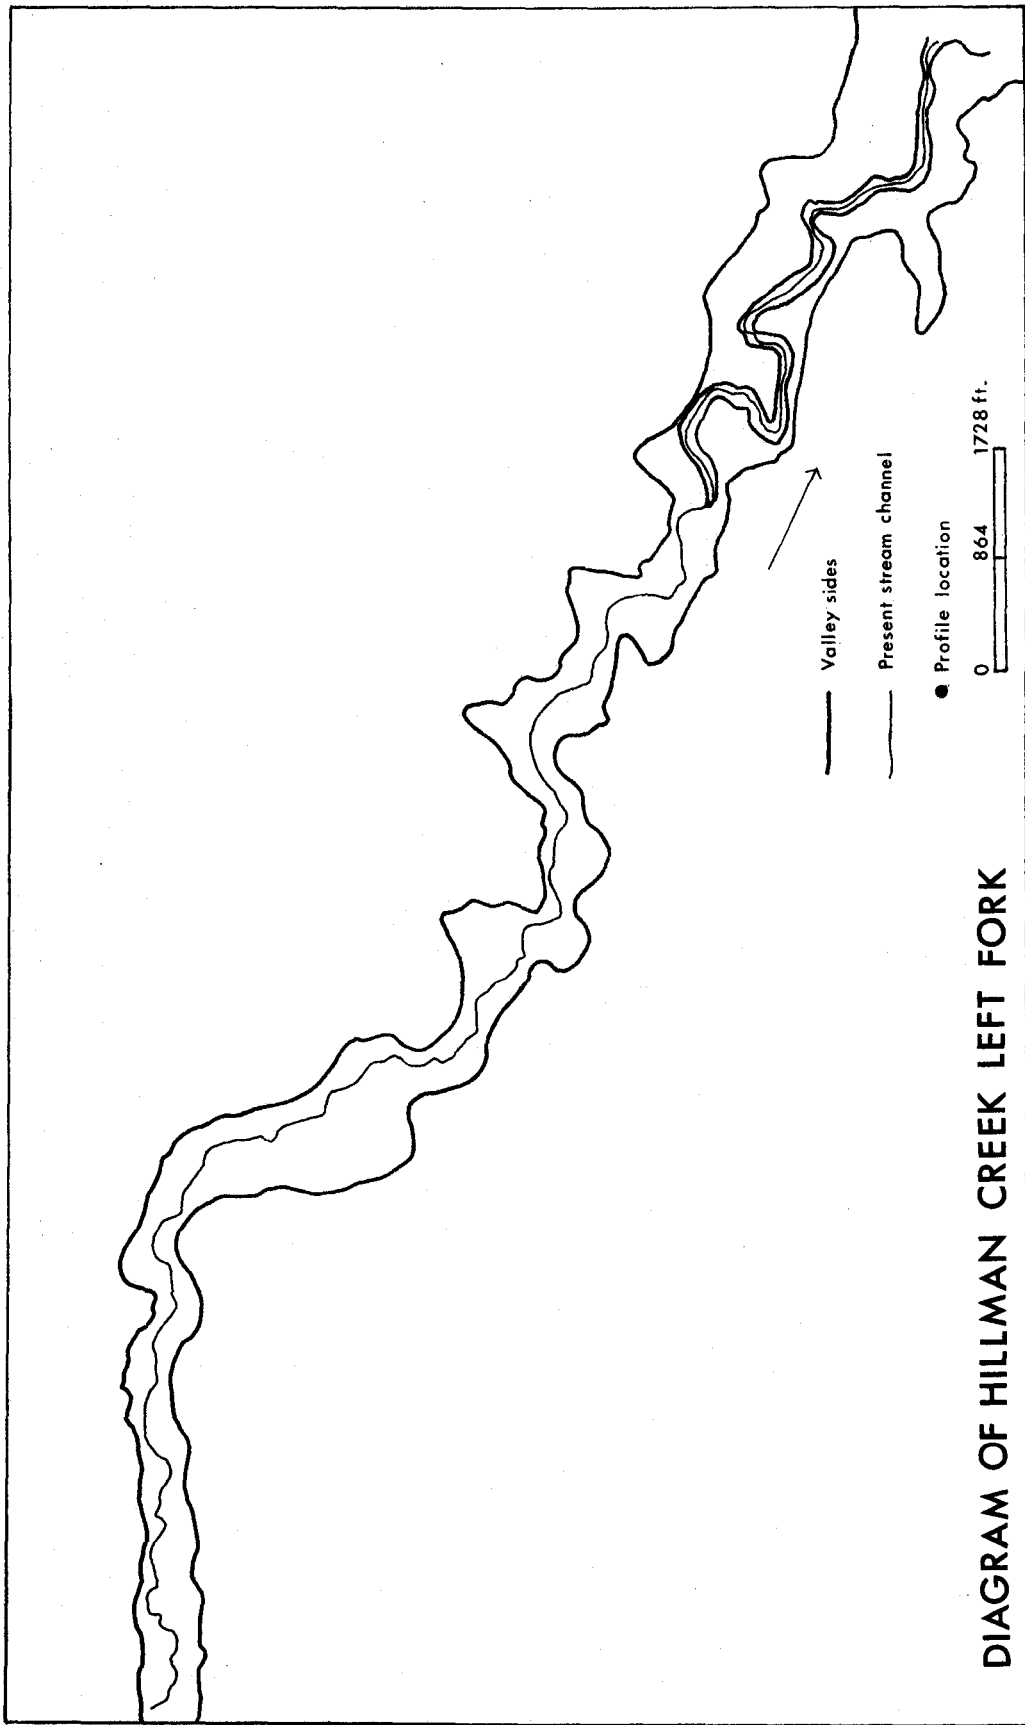 Valley sides
Present stream channel
Profile location
0 864 1728 ft.
DIAGRAM OF HILLMAN CREEK LEFT FORK